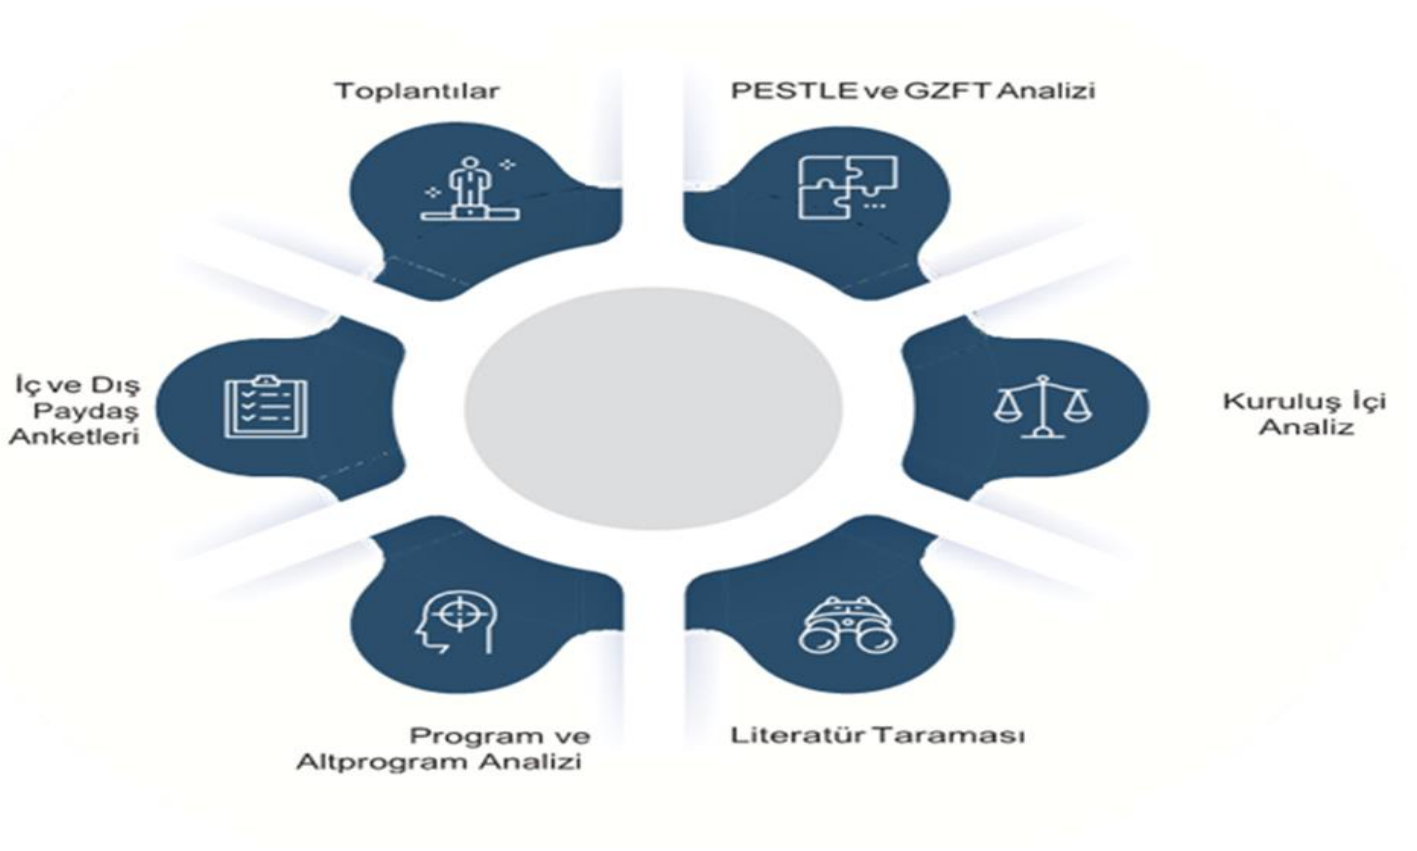 Toplantılar
PESTLE ve GZFT Analizi
İç ve Dış
Paydaş
Anketleri
Kuruluş İçi
Analiz
Program ve
Altprogram Analizi
Literatür Taraması